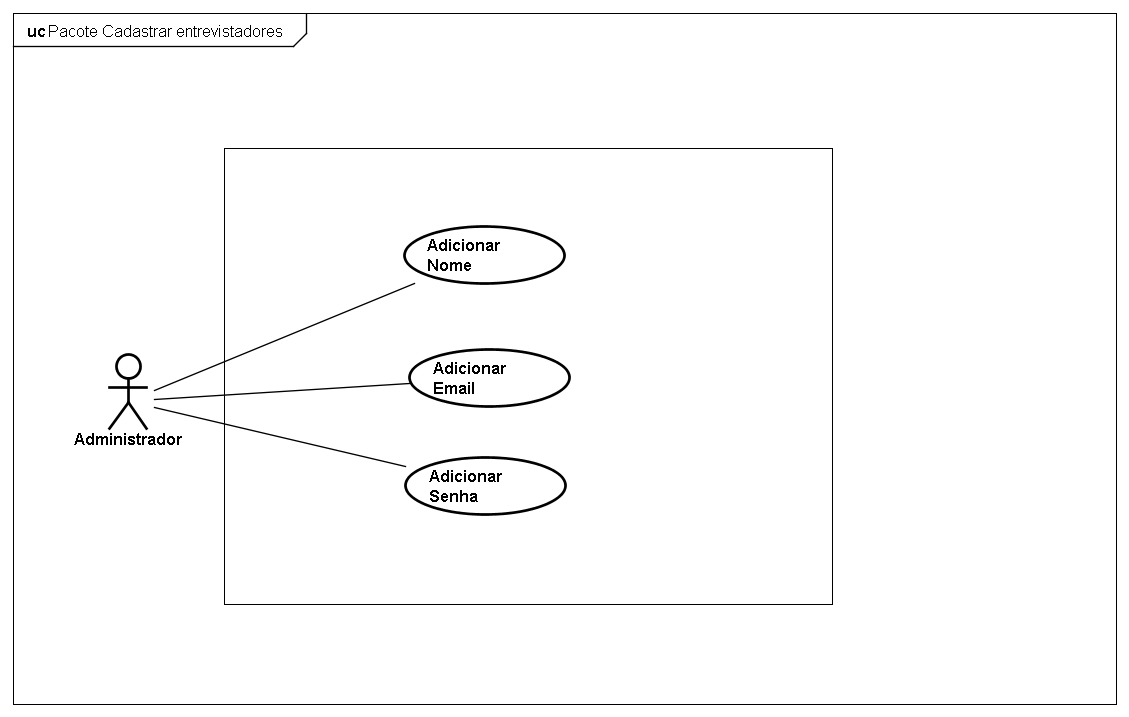 uc Pacote Cadastrar entrevistadores
Adicionar
Nome
Adicionar
Email
Administrador
Adicionar
Senha